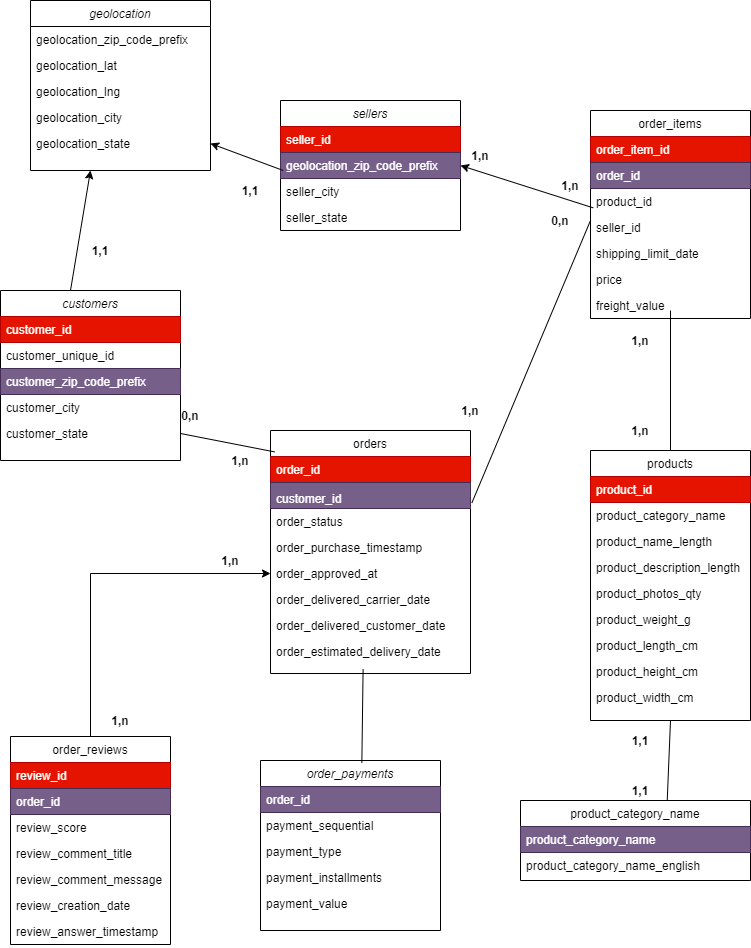 geolocation
geolocation_zip_code_prefix
geolocation_lat
geolocation_lng
geolocation_city
geolocation_state
1,1
1,1
sellers
seller_id
geolocation_zip_code_prefix
seller_city
seller_state
1,n
1,n
0,n
order_items
order_item_id
order_id
product_id
seller_id
shipping_limit_date
price
freight_value
1,n
1,n
customers
customer_id
customer_unique_id
customer_zip_code_prefix
customer_city
customer_state
0,n
1,n
1,n
orders
order_id
customer_id
order_status
order_purchase_timestamp
order_approved_at
order_delivered_carrier_date
order_delivered_customer_date
order_estimated_delivery_date
products
product_id
product_category_name
product_name_length
product_description_length
product_photos_qty
product_weight_g
product_length_cm
product_height_cm
product_width_cm
1,n
1,n
1,1
1,1
order_reviews
review_id
order_id
review_score
review_comment_title
review_comment_message
review_creation_date
review_answer_timestamp
order_payments
order_id
payment_sequential
payment_type
payment_installments
payment_value
product_category_name
product_category_name
product_category_name_english